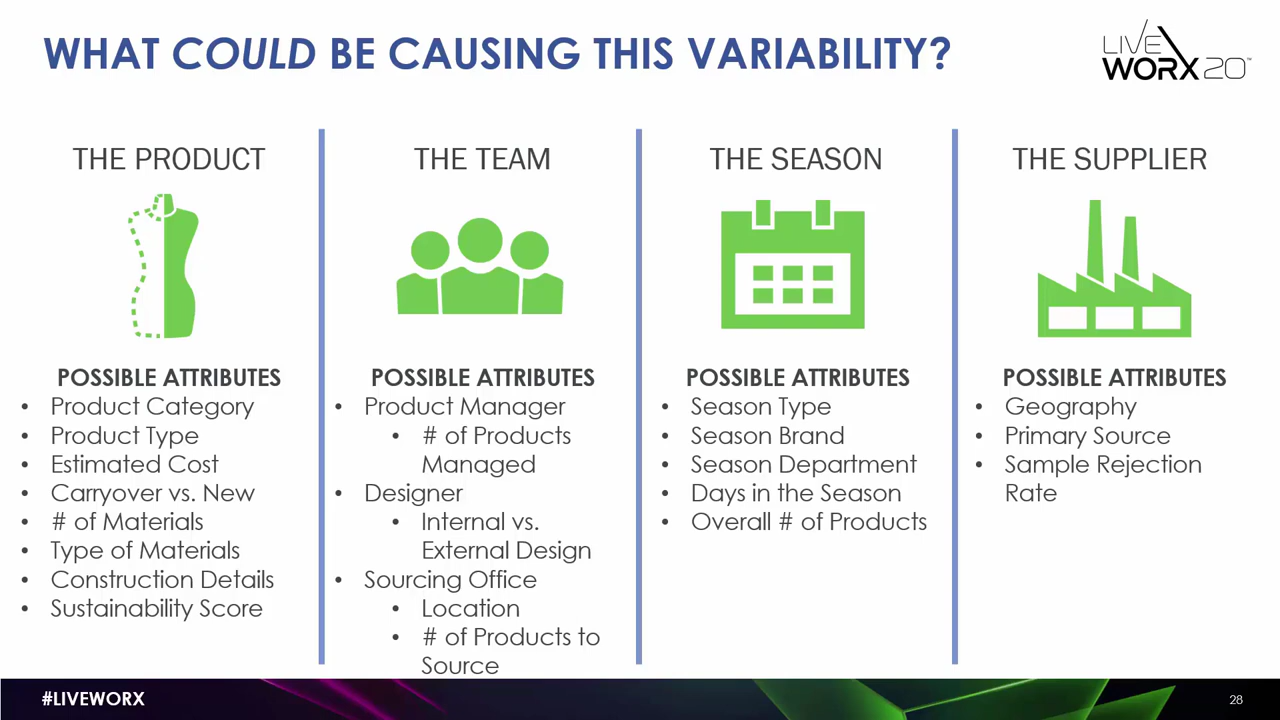 WHAT COULD BE CAUSING THIS VARIABILITY?
LIVE
WORX 20™
THE PRODUCT
POSSIBLE ATTRIBUTES
• Product Category
• Product Type
• Estimated Cost
• Carryover vs. New
• # of Materials
• Type of Materials
• Construction Details
• Sustainability Score
THE TEAM
POSSIBLE ATTRIBUTES
• Product Manager
• # of Products
Managed
• Designer
• Internal vs.
External Design
• Sourcing Office
• Location
• # of Products to
Source
THE SEASON
POSSIBLE ATTRIBUTES
• Season Type
• Season Brand
• Season Department
• Days in the Season
• Overall # of Products
THE SUPPLIER
POSSIBLE ATTRIBUTES
• Geography
• Primary Source
• Sample Rejection
Rate
#LIVEWORX
28